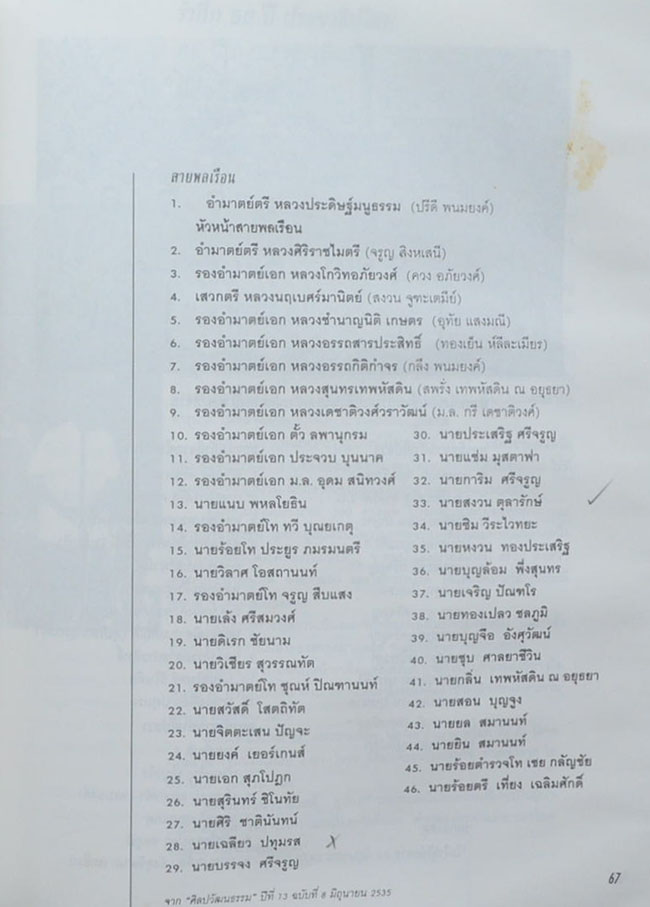 สายพลเรือน
1. อำมาตย์ตรี หลวงประดิษฐ์มนูธรรม (ปรีดี พนมยงค์)
หัวหน้าสายพลเรือน
2. อำมาตย์ตรี หลวงศิริราชไมตรี (จรูญ สิงหเสนี)
3. รองอำมาตย์เอก หลวงโกวิทอภัยวงศ์ (ควง อภัยวงศ์)
4. เสวกตรี หลวงนฤเบศร์มานิตย์ (สงวน จูฑะเตมีย์)
5. รองอำมาตย์เอก หลวงชำนาญนิติ เกษตร (อุทัย แสงมณี)
6. รองอำมาตย์เอก หลวงอรรถสารประสิทธิ์ (ทองเย็น ห์ลีละเมียร)
7. รองอำมาตย์เอก หลวงอรรถกิติกำจร (กลึง พนมยงค์)
8. รองอำมาตย์เอก หลวงสุนทรเทพหัสดิน (สพรั่ง เทพหัสดิน ณ อยุธยา)
9. รองอำมาตย์เอก หลวงเดชาติวงศ์วราวัฒน์ (ม.ล. กรี เดชาติวงศ์)
10. รองอำมาตย์เอก ตั้ว ลพานุกรม
11. รองอำมาตย์เอก ประจวบ บุนนาค
12. รองอำมาตย์เอก ม.ล. อุดม สนิทวงศ์
13. นายแนบ พหลโยธิน
14. รองอำมาตย์โท ทวี บุณยเกตุ
15. นายร้อยโท ประยูร ภมรมนตรี
16. นายวิลาศ โอสถานนท์
17. รองอำมาตย์โท จรูญ สืบแสง
18. นายเล้ง ศรีสมวงศ์
19. นายดิเรก ชัยนาม
20. นายวิเชียร สุวรรณทัต
21. รองอำมาตย์โท ชุณห์ ปิณฑานนท์
22. นายสวัสดิ์ โสตถิทัต
23. นายจิตตะเสน ปัญจะ
24. นายยงค์ เยอร์เกนส์
25. นายเอก สุภโปฎก
26. นายสุรินทร์ ชิโนทัย
27. นายศิริ ชาตินันทน์
28. นายเฉลียว ปทุมรส
29. นายบรรจง ศรีจรูญ
30. นายประเสริฐ ศรีจรูญ
31. นายแช่ม มุสตาฟา
32. นายการิม ศรีจรูญ
33. นายสงวน ตุลารักษ์
34. นายซิม วีระไวทยะ
35. นายหงวน ทองประเสริฐ
36. นายบุญล้อม พึ่งสุนทร
37. นายเจริญ ปัณฑโร
38. นายทองเปลว ชลภูมิ
39. นายบุญจือ อังศุวัฒน์
40. นายชุบ ศาลยาชีวิน
41. นายกลิ่น เทพหัสดิน ณ อยุธยา
42. นายสอน บุญจูง
43. นายยล สมานนท์
44. นายยิน สมานนท์
45. นายร้อยตำรวจโท เชย กลัญชัย
46. นายร้อยตรี เที่ยง เฉลิมศักดิ์
67
จาก "ศิลปวัฒนธรรม" ปีที่ 13 ฉบับที่ 8 มิถุนายน 2535